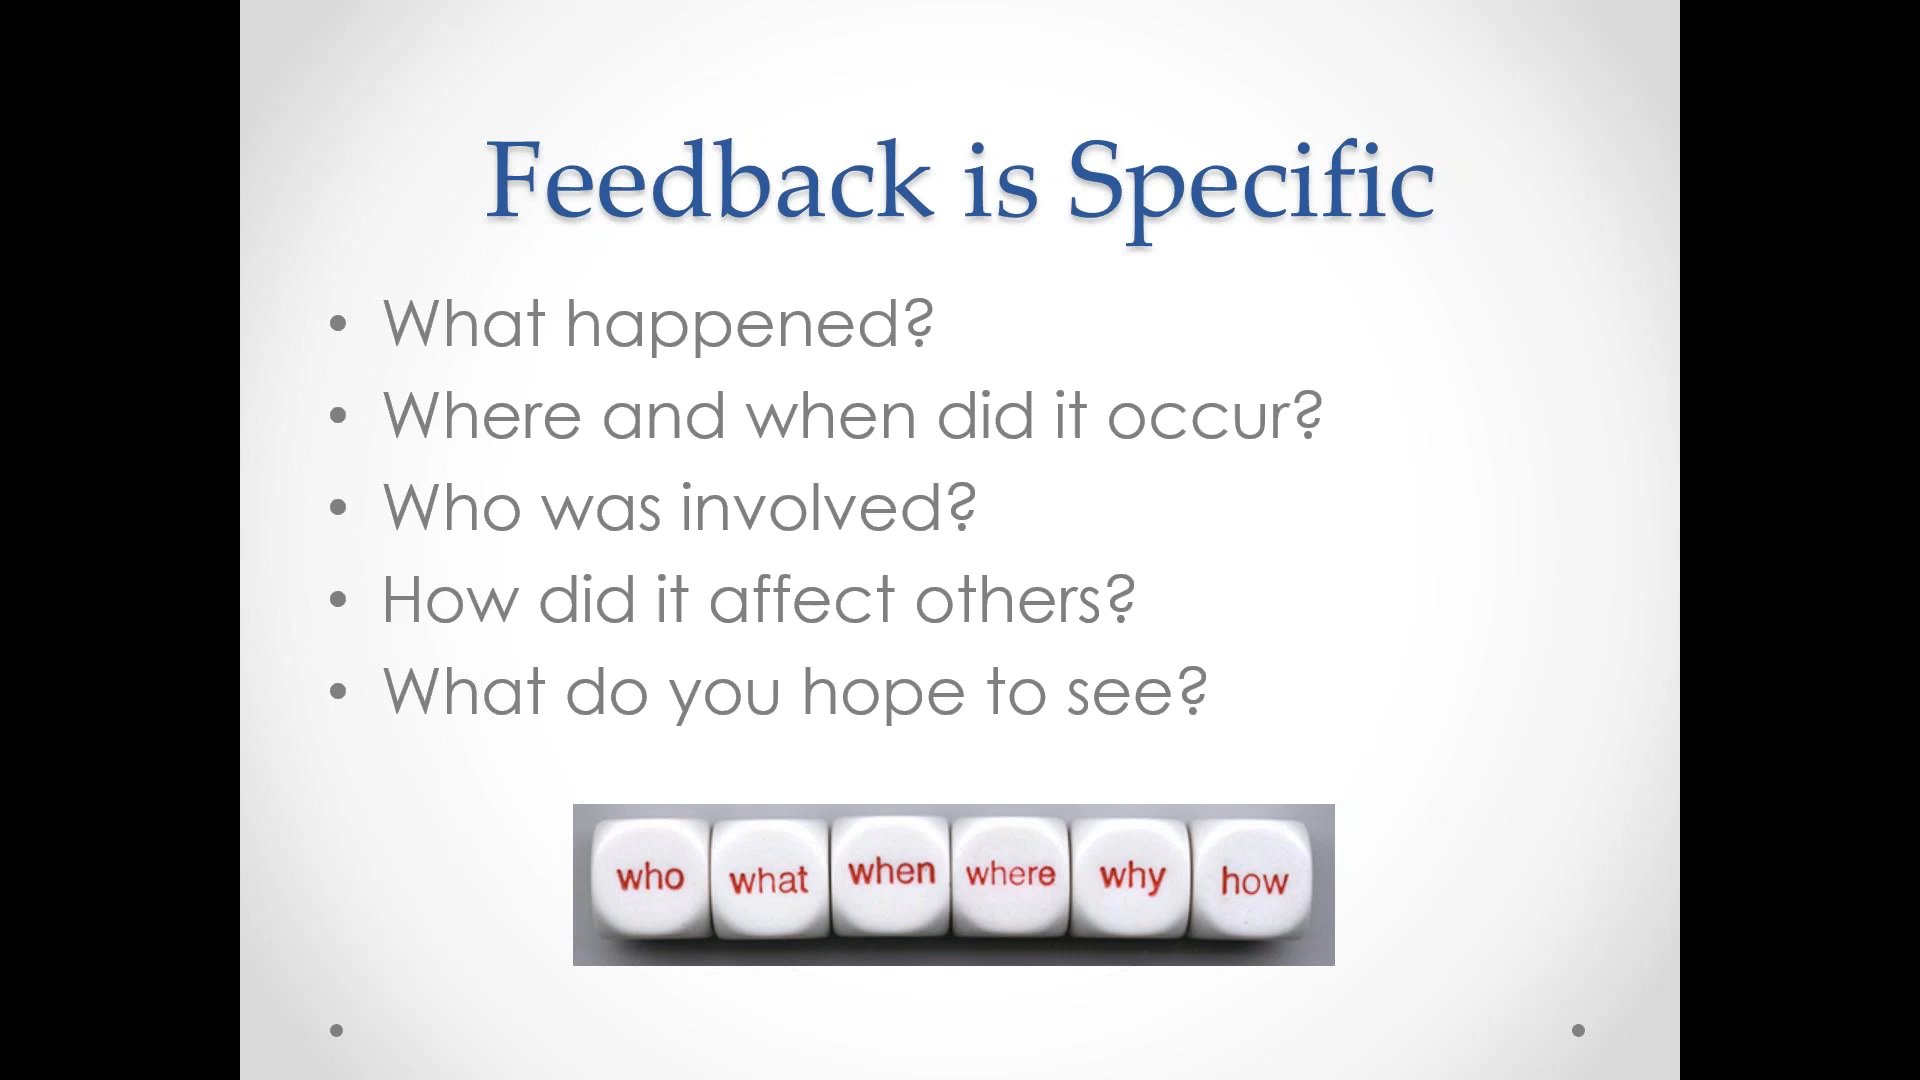 Feedback is Specific
• What happened?
• Where and when did it occur?
• Who was involved?
• How did it affect others?
• What do you hope to see?
who what when where why how